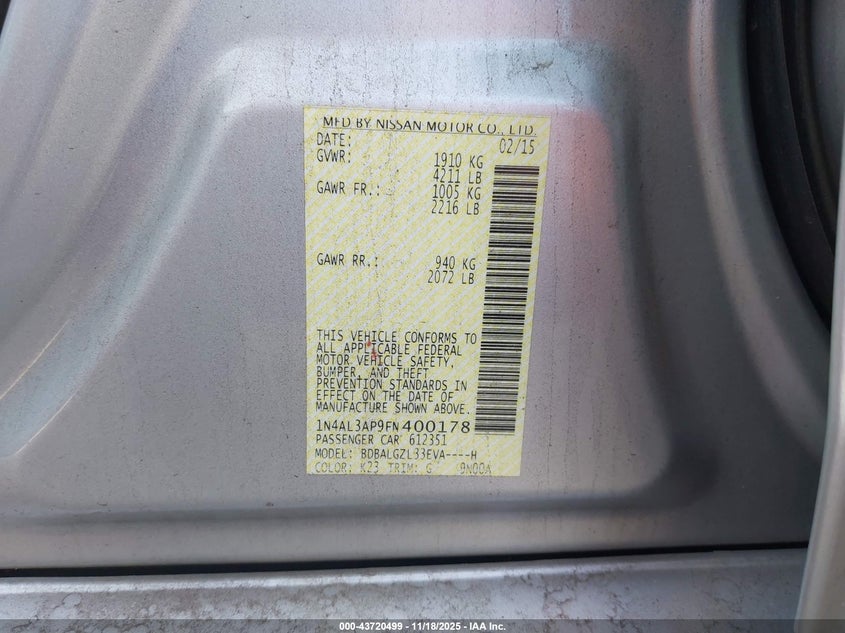 MFD BY NISSAN MOTOR CO., LTD.
DATE: 02/15
GVWR: 1910 KG
4211 LB
GAWR FR.: 1005 KG
2216 LB
GAWR RR.: 940 KG
2072 LB
THIS VEHICLE CONFORMS TO
ALL APPLICABLE FEDERAL
MOTOR VEHICLE SAFETY,
BUMPER, AND THEFT
PREVENTION STANDARDS IN
EFFECT ON THE DATE OF
MANUFACTURE SHOWN ABOVE.
1N4AL3AP9FN400178
PASSENGER CAR 612351
MODEL: BDBALGZL33EVA----H
COLOR: K23 TRIM: G 9N00A
000-43720499 | 11/18/2025 – IAA Inc.